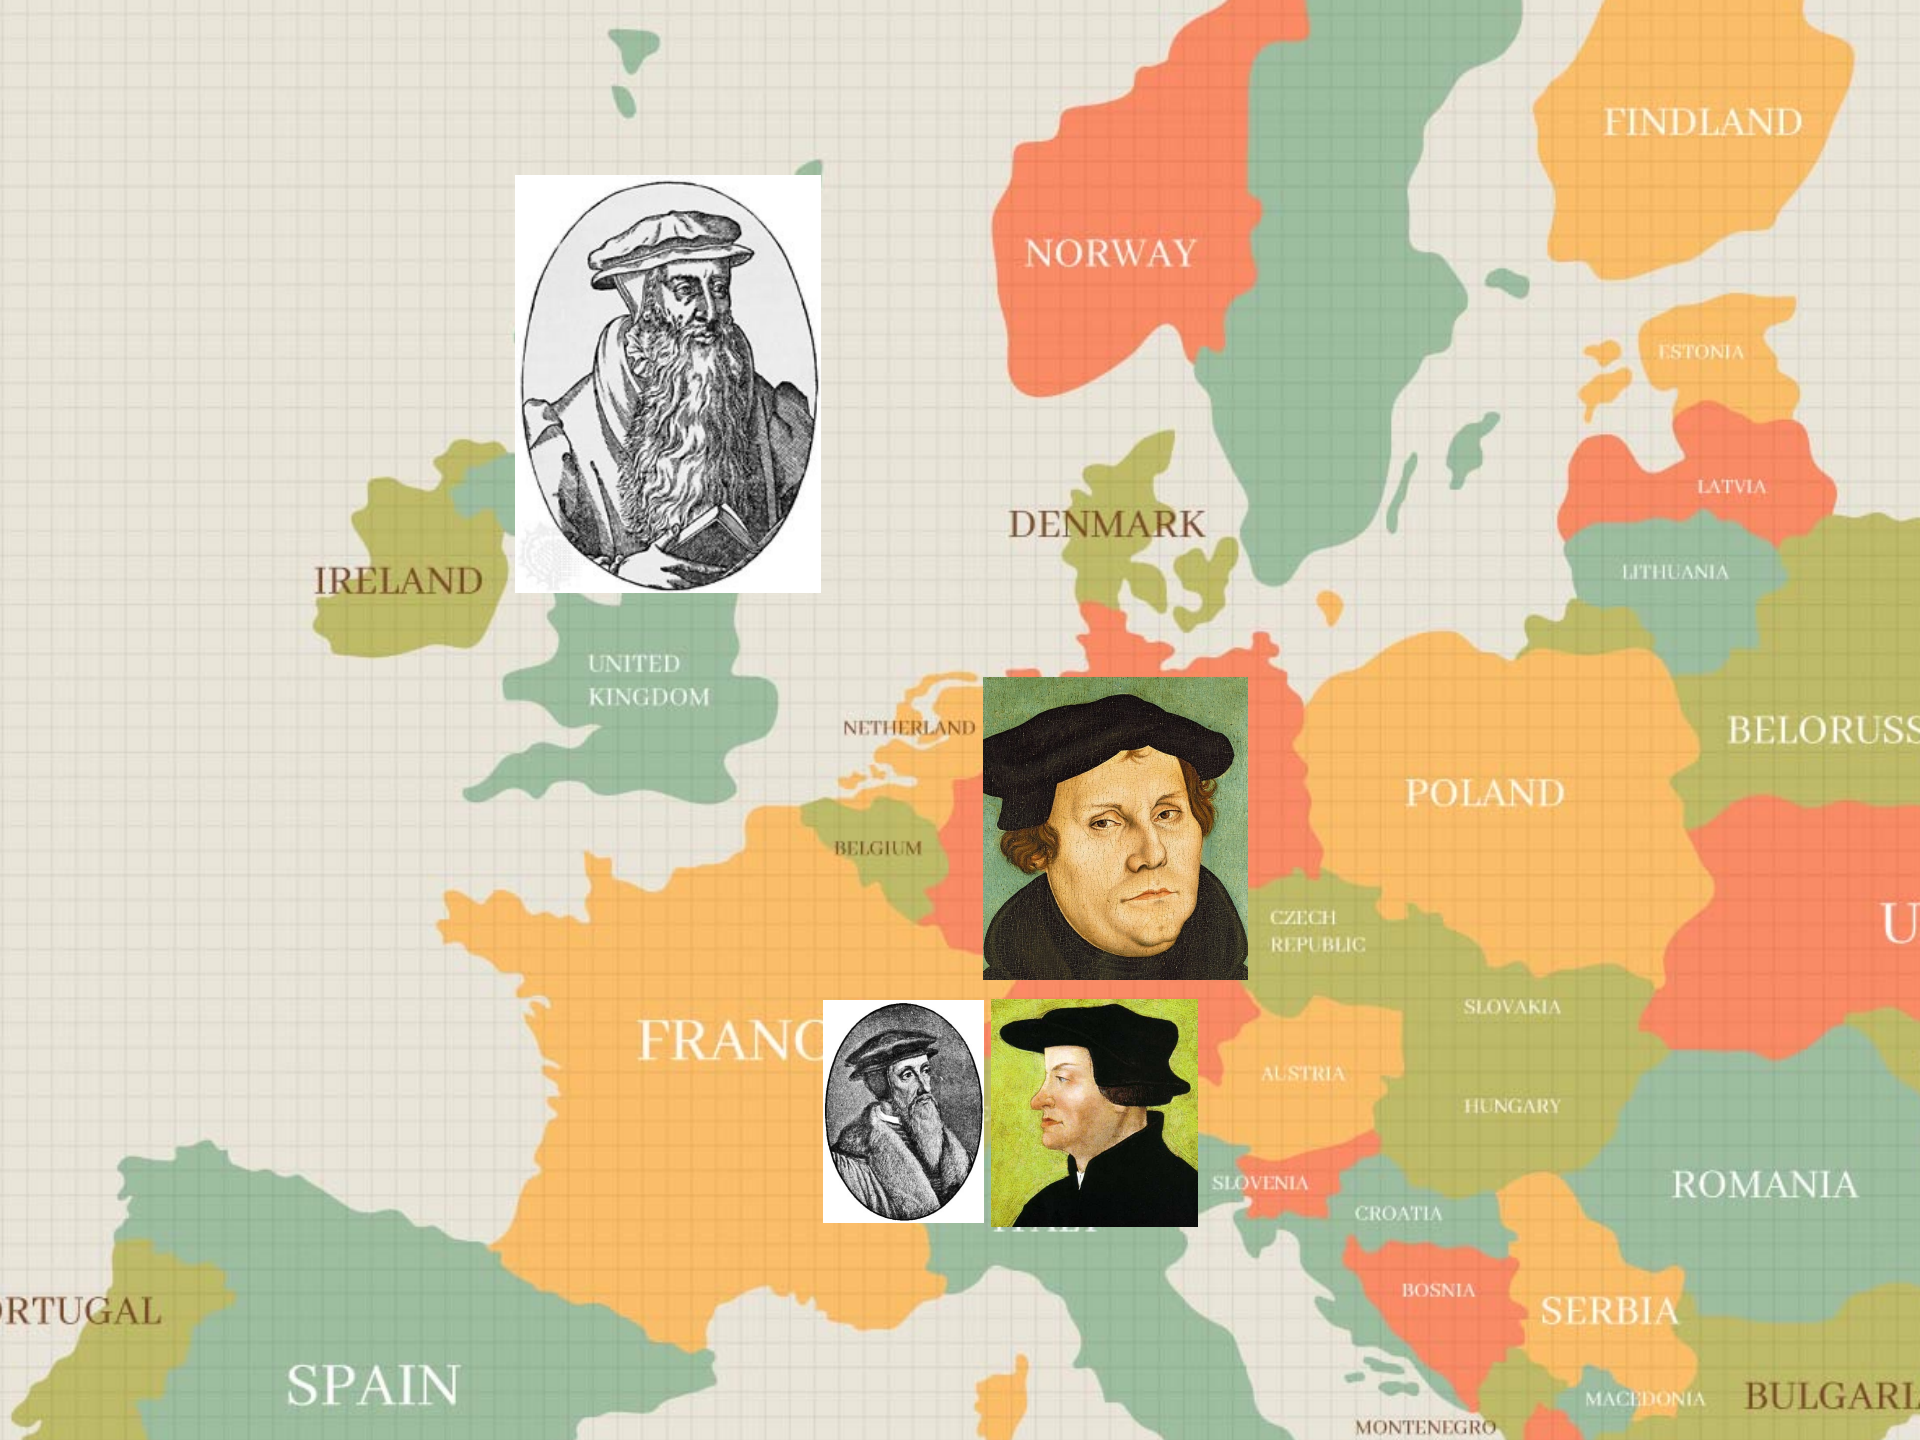 FINDLAND
NORWAY
ESTONIA
LATVIA
DENMARK
IRELAND
LITHUANIA
UNITED
KINGDOM
NETHERLAND
BELORUSS
POLAND
BELGIUM
CZECH
REPUBLIC
U
SLOVAKIA
FRANC
AUSTRIA
HUNGARY
SLOVENIA
ROMANIA
CROATIA
BOSNIA
ORTUGAL
SERBIA
SPAIN
MACEDONIA
BULGARI
MONTENEGRO